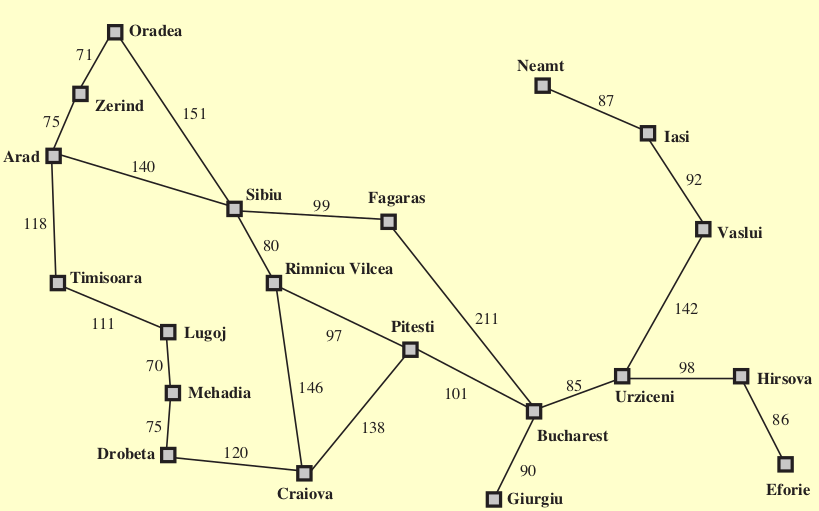 Oradea
71
Neamt
Zerind
87
151
75
Iasi
Arad
140
92
Sibiu
Fagaras
99
118
Vaslui
80
Rimnicu Vilcea
Timisoara
142
111
211
Pitesti
Lugoj
97
70
98
Hirsova
85
146
101
Mehadia
Urziceni
86
75
138
Bucharest
Drobeta
120
90
Craiova
Eforie
Giurgiu